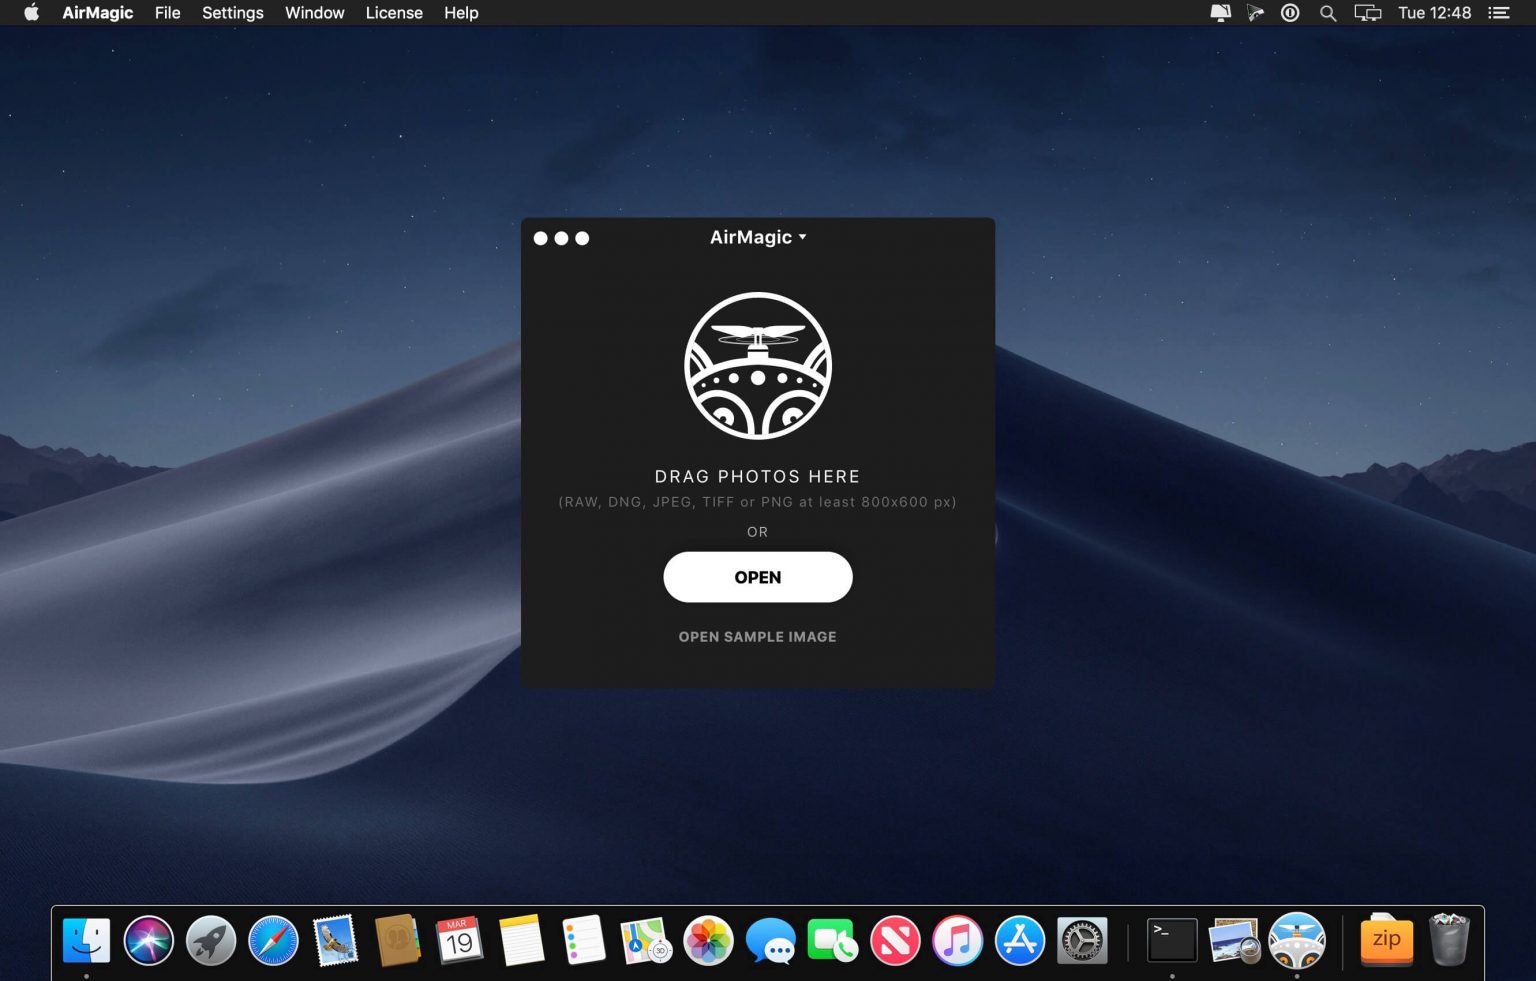 AirMagic File Settings Window License Help Tue 12:48
AirMagic
DRAG PHOTOS HERE
(RAW, DNG, JPEG, TIFF or PNG at least 800x600 px)
OR
OPEN
OPEN SAMPLE IMAGE
MAR
19
3D
>_
zip